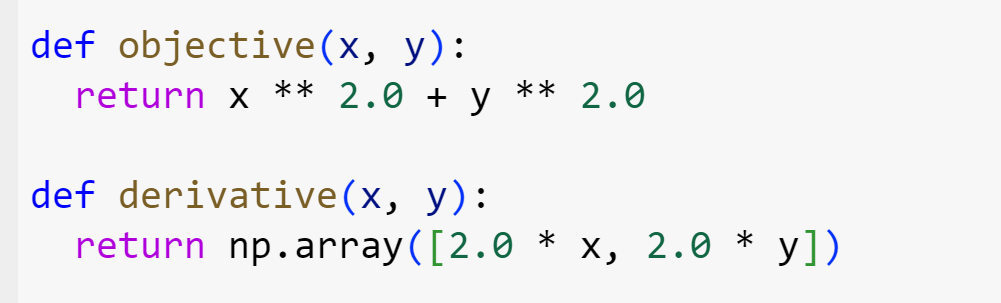 def objective(x, y):
  return x ** 2.0 + y ** 2.0
def derivative(x, y):
  return np.array([2.0 * x, 2.0 * y])